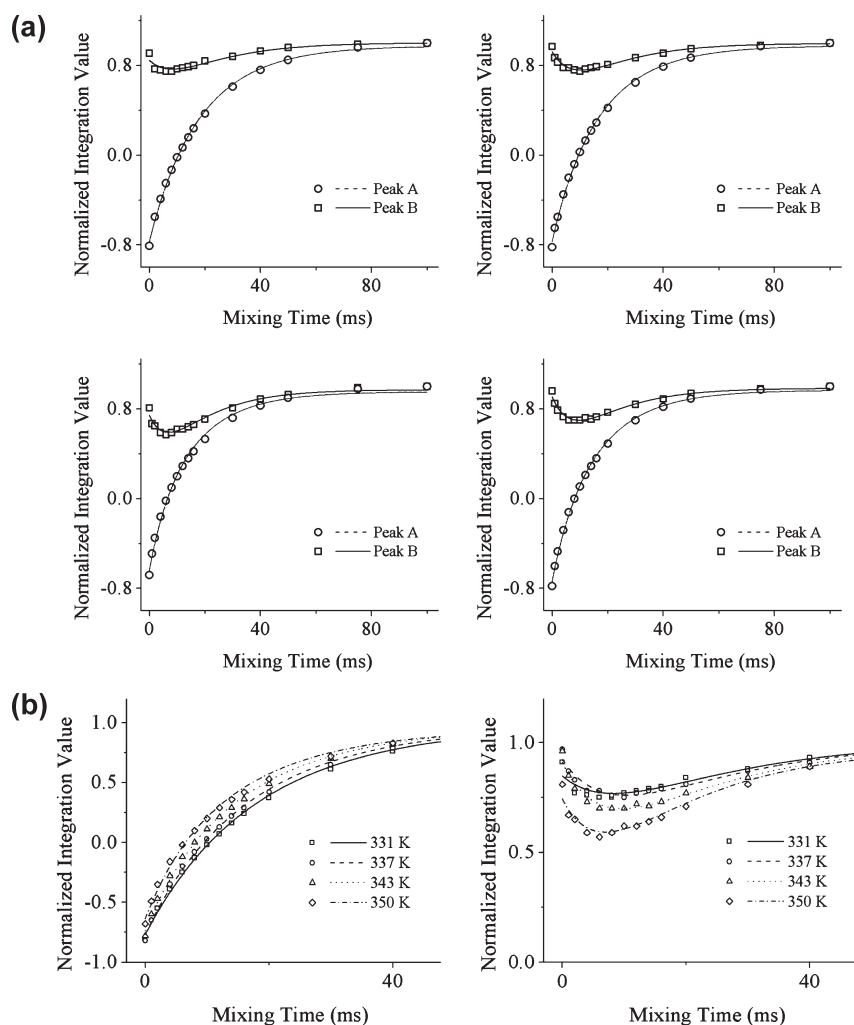 (a)
Normalized Integration Value
0.8
0.0
-0.8
Peak A
Peak B
0
40
80
Mixing Time (ms)
Normalized Integration Value
0.8
0.0
-0.8
Peak A
Peak B
0
40
80
Mixing Time (ms)
Normalized Integration Value
0.8
0.0
-0.8
Peak A
Peak B
0
40
80
Mixing Time (ms)
Normalized Integration Value
0.8
0.0
-0.8
Peak A
Peak B
0
40
80
Mixing Time (ms)
(b)
Normalized Integration Value
1.0
0.5
0.0
-0.5
-1.0
331 K
337 K
343 K
350 K
0
20
40
Mixing Time (ms)
Normalized Integration Value
1.0
0.5
0.0
331 K
337 K
343 K
350 K
0
20
40
Mixing Time (ms)